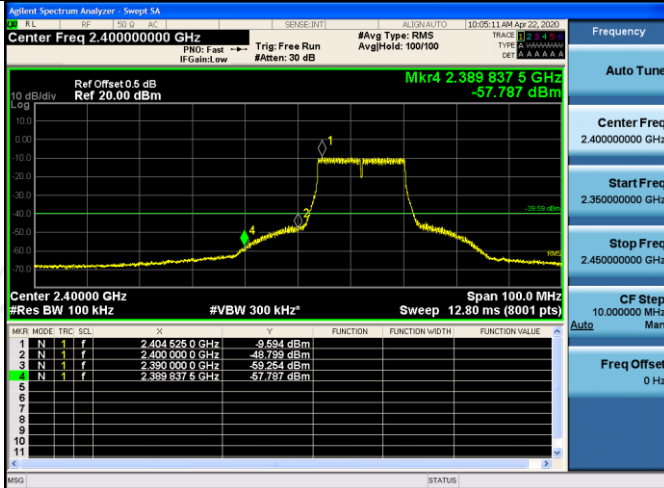 Agilent Spectrum Analyzer - Swept SA
RL RF 50 Ω AC SENSE:INT ALIGN AUTO 10:05:11 AM Apr 22, 2020
Center Freq 2.400000000 GHz
PNO: Fast
IFGain:Low
Trig: Free Run
#Atten: 30 dB
#Avg Type: RMS
Avg|Hold: 100/100
TRACE 1 2 3 4 5 6
TYPE A
DET A A A A A A
Ref Offset 0.5 dB
Ref 20.00 dBm
10 dB/div
Log
Mkr4 2.389 837 5 GHz
-57.787 dBm
10.0
0.00
-10.0
-20.0
-30.0
-40.0
-50.0
-60.0
-70.0
1
2
4
-39.59 dBm
RMS
Center 2.40000 GHz Span 100.0 MHz
#Res BW 100 kHz #VBW 300 kHz* Sweep 12.80 ms (8001 pts)
MKR MODE TRC SCL X Y FUNCTION FUNCTION WIDTH FUNCTION VALUE
1 N 1 f 2.404 525 0 GHz -9.594 dBm
2 N 1 f 2.400 000 0 GHz -48.799 dBm
3 N 1 f 2.390 000 0 GHz -59.254 dBm
4 N 1 f 2.389 837 5 GHz -57.787 dBm
5
6
7
8
9
10
11
MSG STATUS
Frequency
Auto Tune
Center Freq
2.400000000 GHz
Start Freq
2.350000000 GHz
Stop Freq
2.450000000 GHz
CF Step
10.000000 MHz
Auto Man
Freq Offset
0 Hz